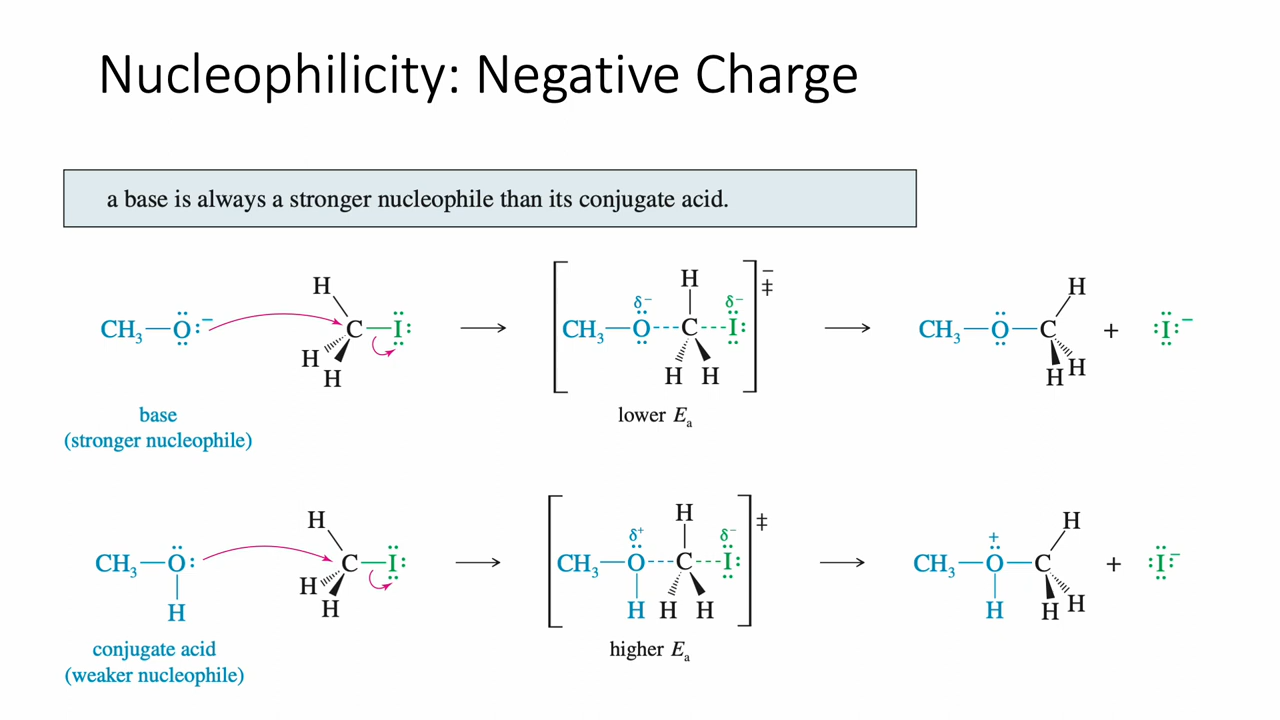 Nucleophilicity: Negative Charge
a base is always a stronger nucleophile than its conjugate acid.
H
CH₃—Ö:⁻ C—I: H H
H
δ⁻ δ⁻
CH₃—O---C---I: H H
‡ −
H
CH₃—O—C H H + :I:⁻
base
(stronger nucleophile)
lower Eₐ
H
CH₃—O: H C—I: H H
H
δ⁺ δ⁻
CH₃—O---C---I: H H H
‡
H
+
CH₃—O—C H H H + :I:⁻
conjugate acid
(weaker nucleophile)
higher Eₐ